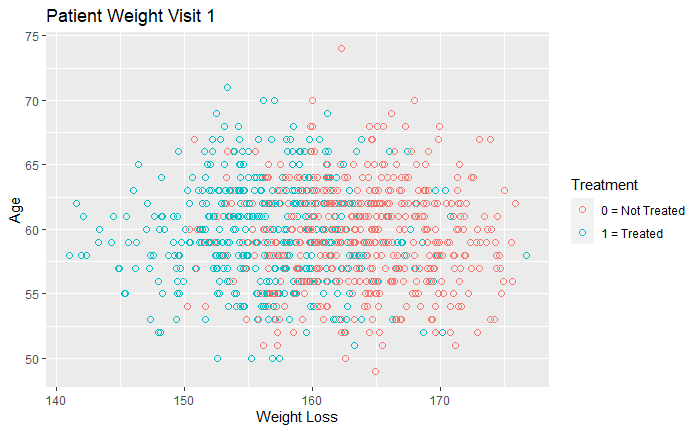 Patient Weight Visit 1
75
70
65
60
55
50
Age
140
150
160
170
Weight Loss
Treatment
0 = Not Treated
1 = Treated